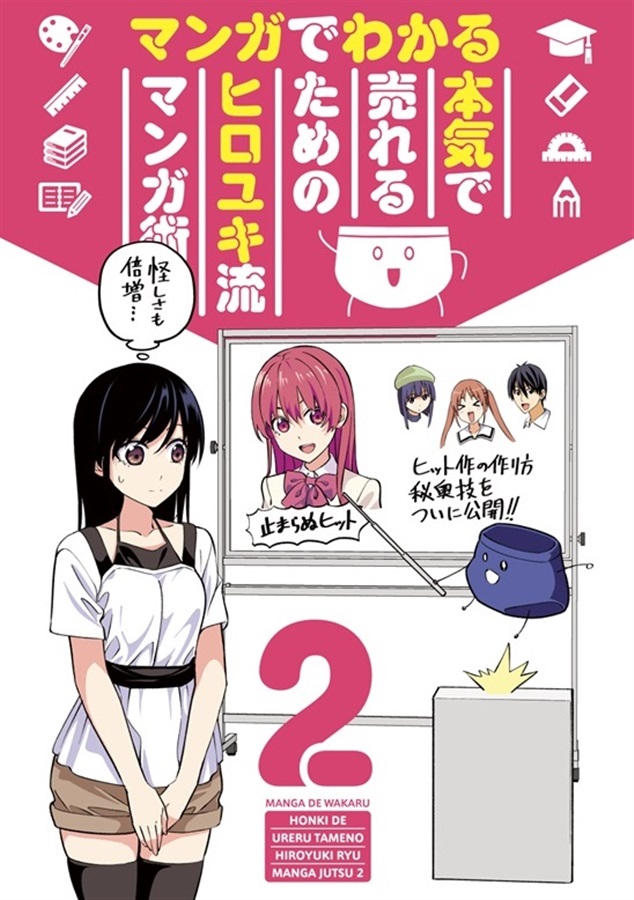 マンガでわかる
本気で
売れる
ための
ヒロユキ流
マンガ術
怪しさも
倍増…
止まらぬヒット
ヒット作の作り方
秘奥技を
ついに公開!!
2
MANGA DE WAKARU
HONKI DE
URERU TAMENO
HIROYUKI RYU
MANGA JUTSU 2